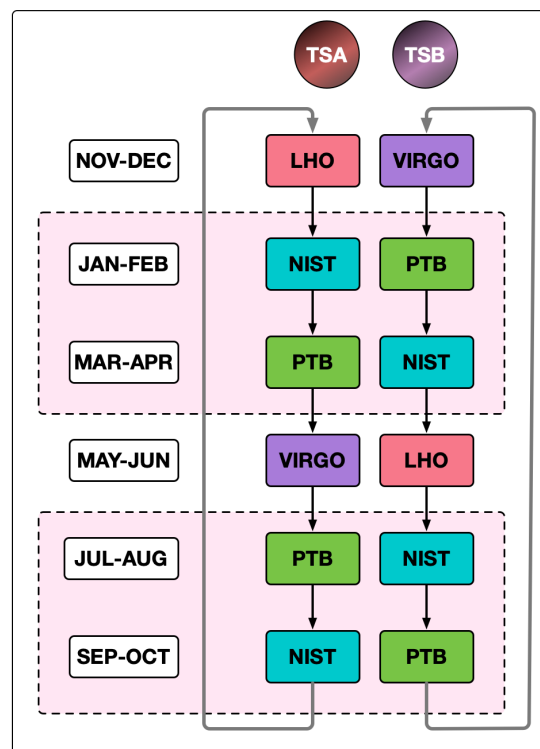 TSA TSB
NOV-DEC LHO VIRGO
JAN-FEB NIST PTB
MAR-APR PTB NIST
MAY-JUN VIRGO LHO
JUL-AUG PTB NIST
SEP-OCT NIST PTB